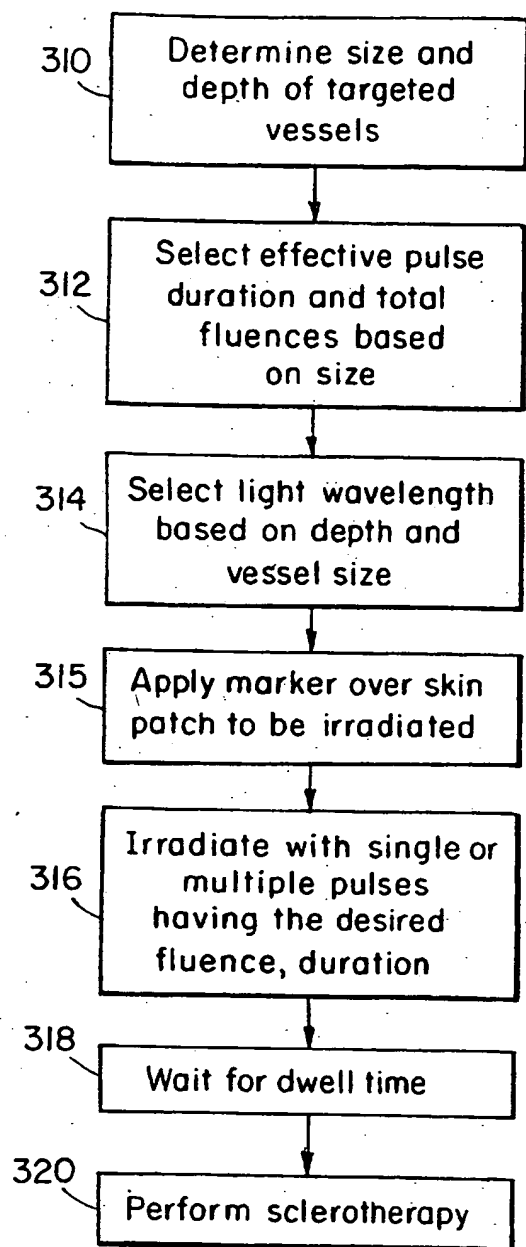 310
Determine size and
depth of targeted
vessels
312
Select effective pulse
duration and total
fluences based
on size
314
Select light wavelength
based on depth and
vessel size
315
Apply marker over skin
patch to be irradiated
316
Irradiate with single or
multiple pulses
having the desired
fluence, duration
318
Wait for dwell time
320
Perform sclerotherapy